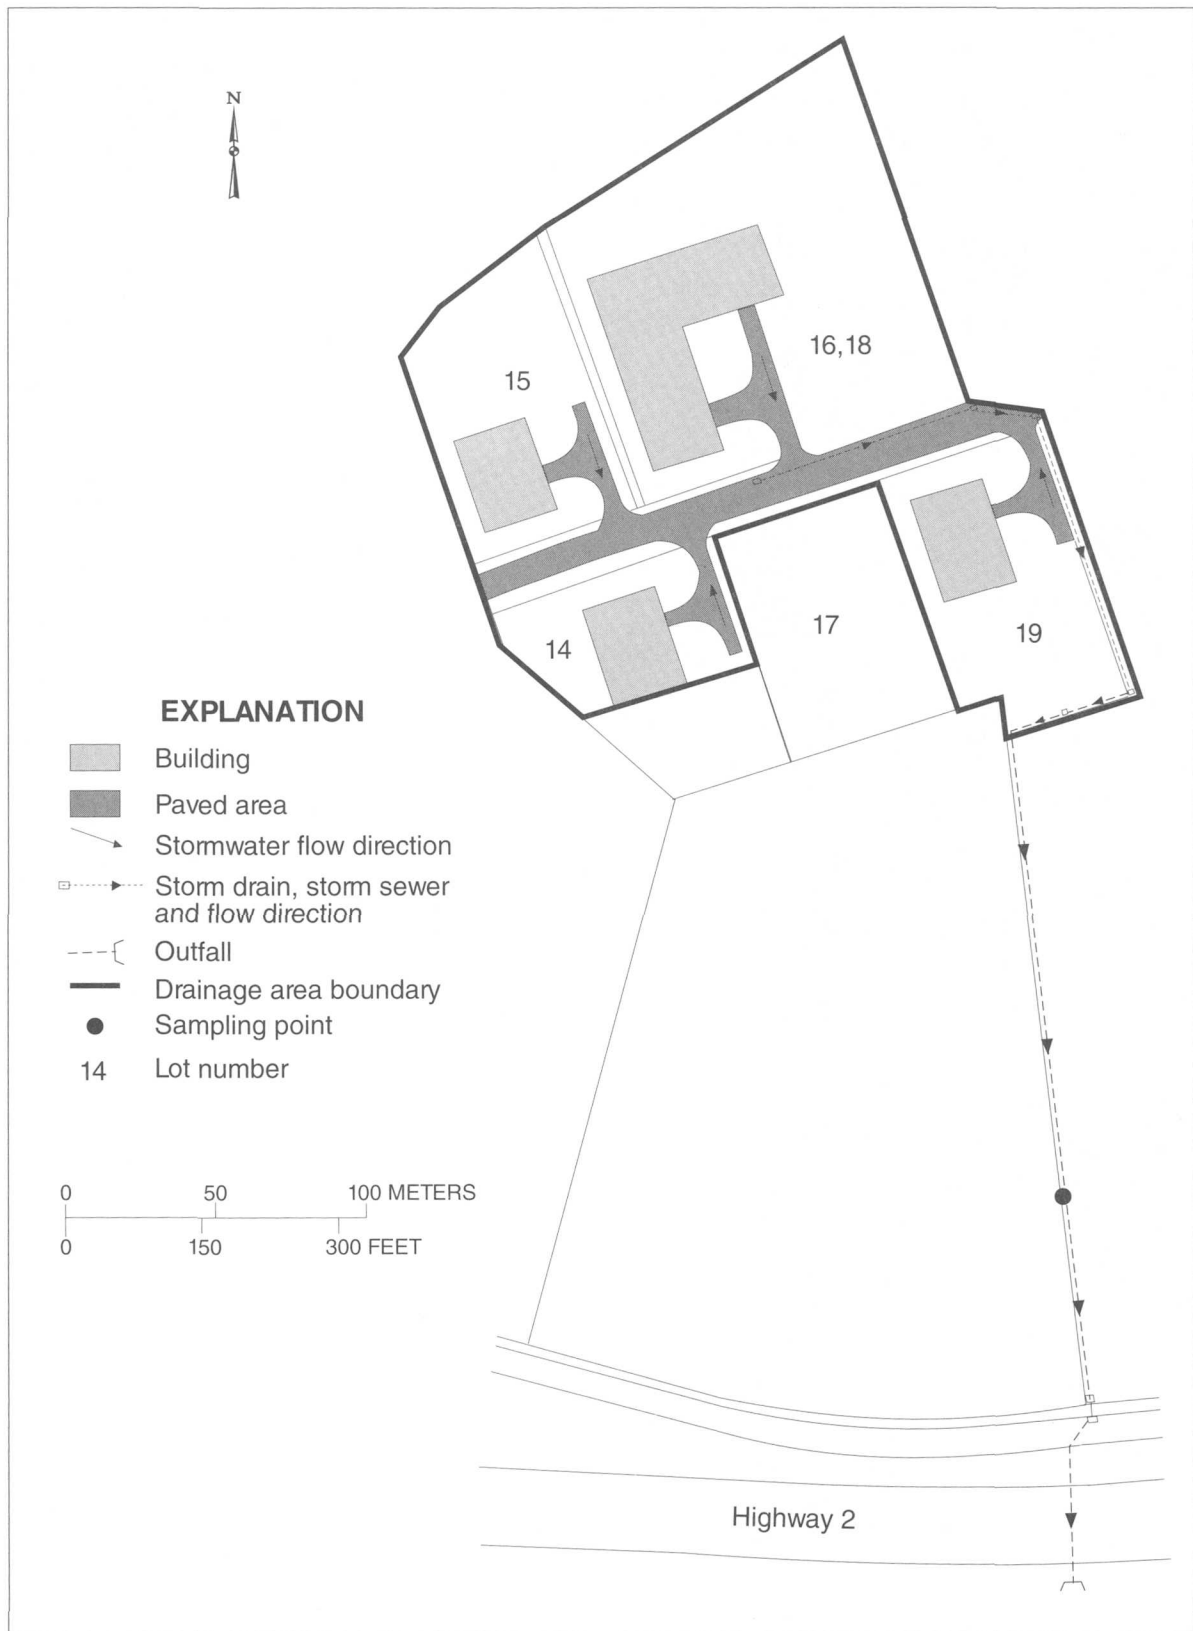 N
16,18
15
17
19
14
EXPLANATION
Building
Paved area
Stormwater flow direction
Storm drain, storm sewer
and flow direction
Outfall
Drainage area boundary
Sampling point
14 Lot number
0 50 100 METERS
0 150 300 FEET
Highway 2